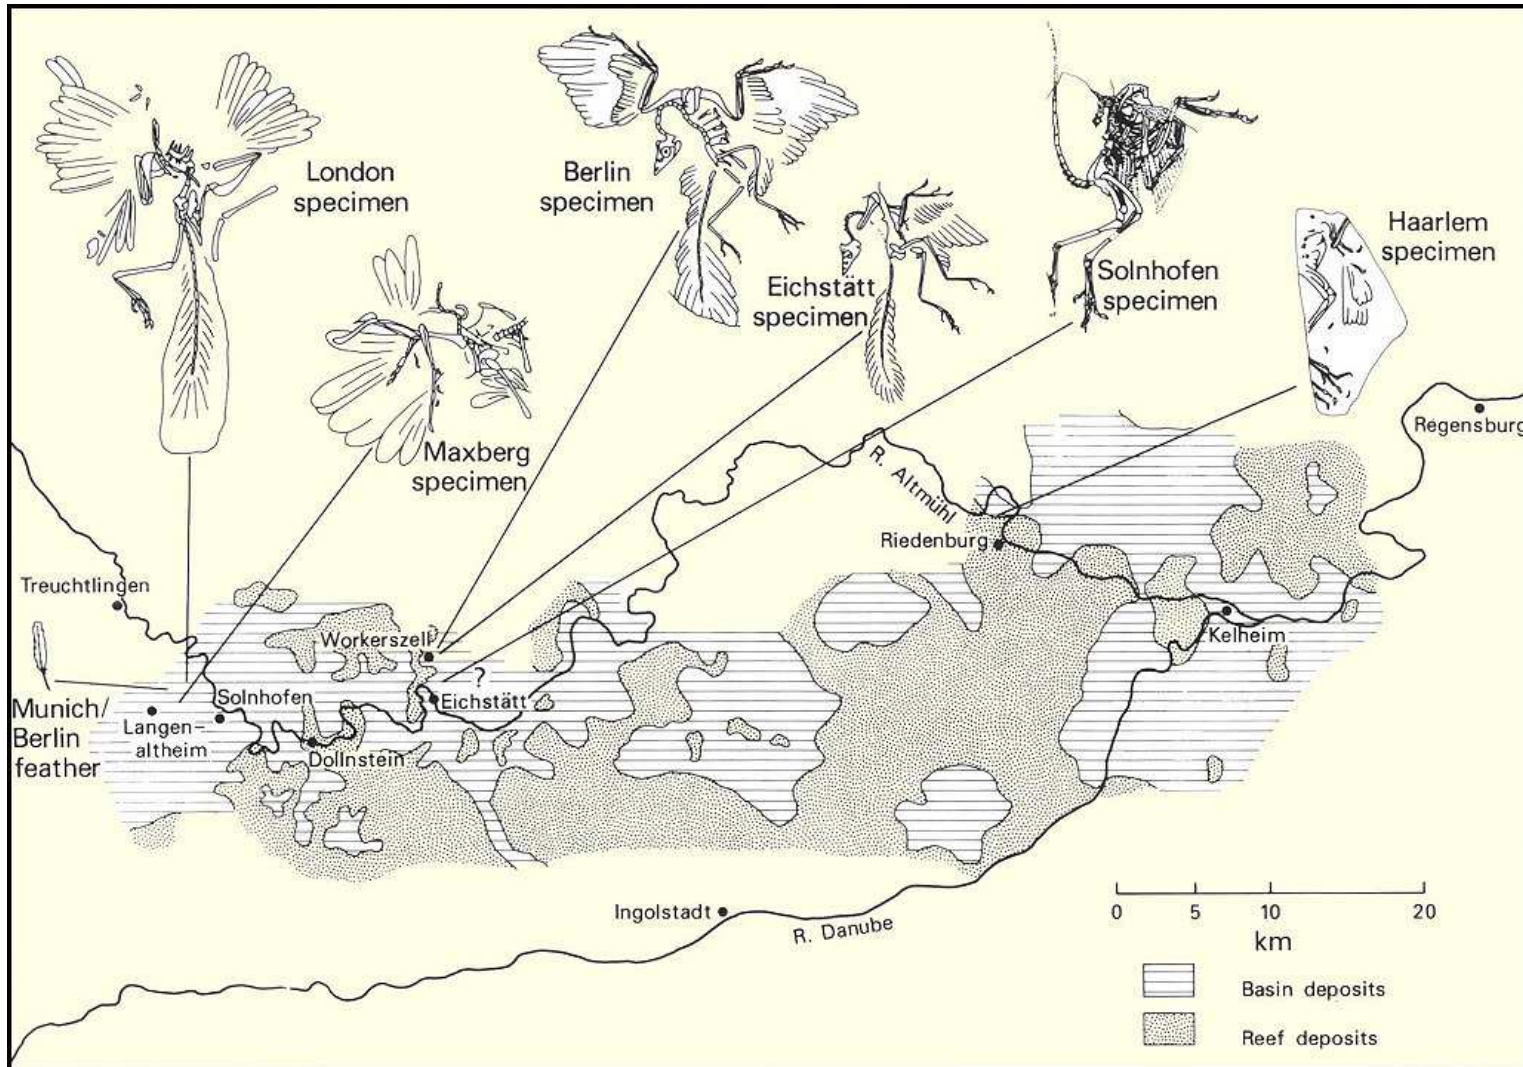 London
specimen
Berlin
specimen
Maxberg
specimen
Eichstätt
specimen
Solnhofen
specimen
Haarlem
specimen
Regensburg
R. Altmühl
Riedenburg
Treuchtlingen
Workerszell
Kelheim
?
Solnhofen
Eichstätt
Munich/
Berlin
feather
Langen-
altheim
Dollnstein
Ingolstadt
R. Danube
0 5 10 20
km
Basin deposits
Reef deposits